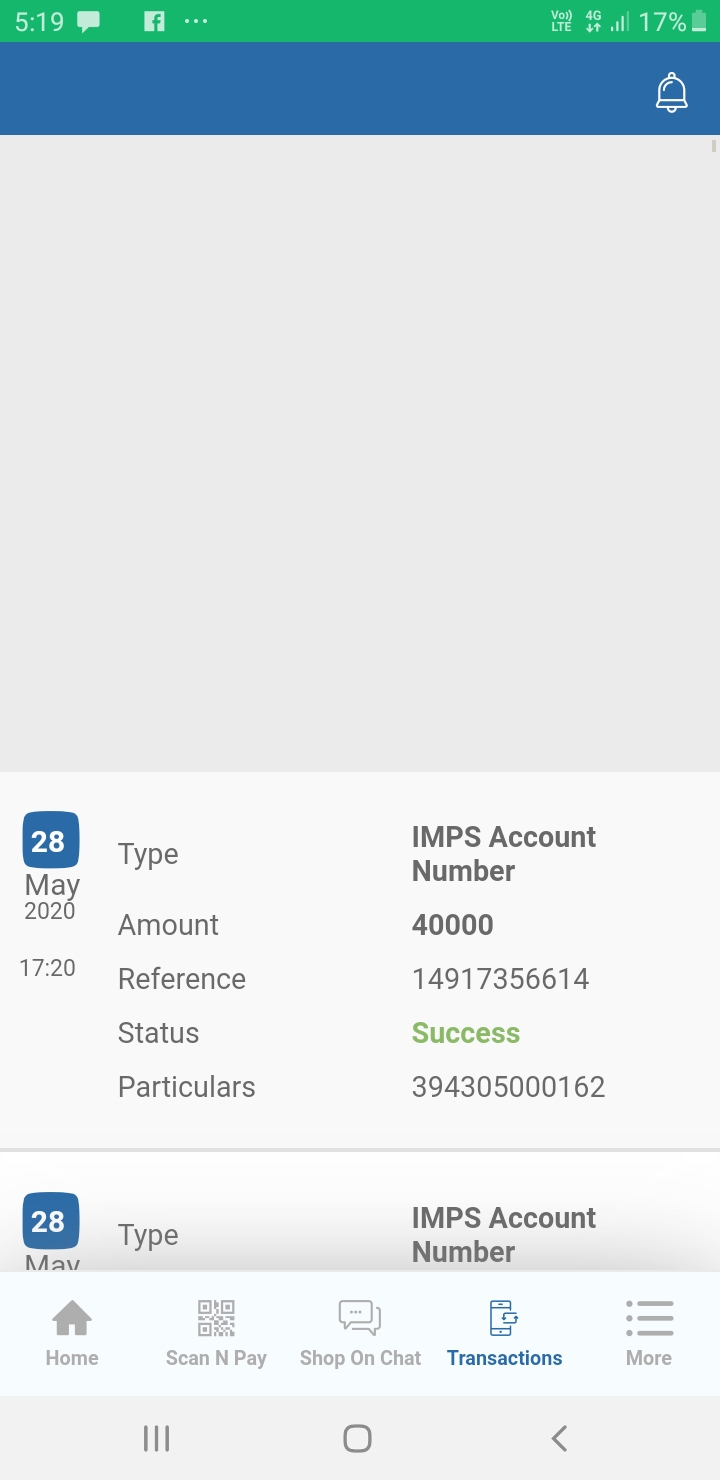 5:19
Vo)) LTE 4G 17%
28
May
2020
17:20
Type IMPS Account Number
Amount 40000
Reference 14917356614
Status Success
Particulars 394305000162
28
May
Type IMPS Account Number
Home Scan N Pay Shop On Chat Transactions More